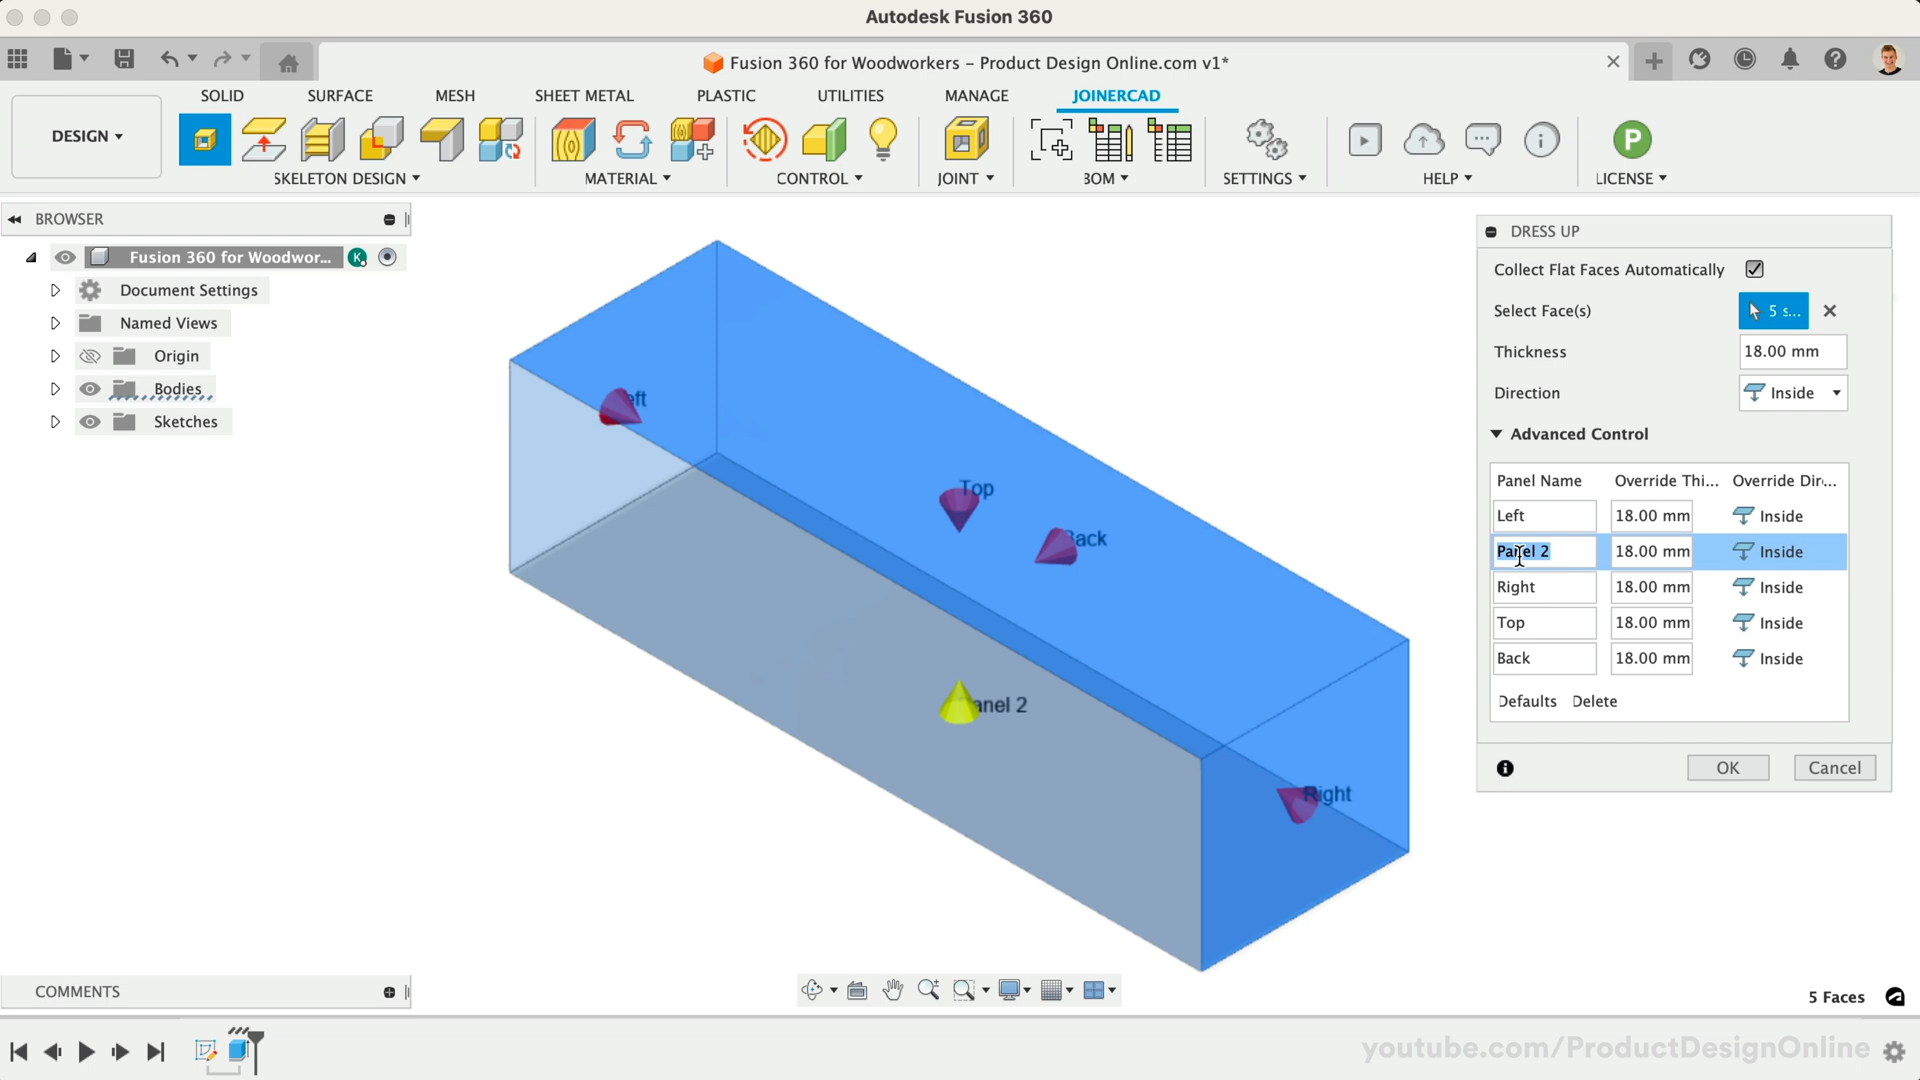 Autodesk Fusion 360
Fusion 360 for Woodworkers – Product Design Online.com v1*
SOLID SURFACE MESH SHEET METAL PLASTIC UTILITIES MANAGE JOINERCAD
DESIGN
SKELETON DESIGN MATERIAL CONTROL JOINT BOM SETTINGS HELP LICENSE
P
BROWSER
Fusion 360 for Woodwor...
K
Document Settings
Named Views
Origin
Bodies
Sketches
Top
Back
Panel 2
Right
DRESS UP
Collect Flat Faces Automatically
Select Face(s) 5 s...
Thickness 18.00 mm
Direction Inside
Advanced Control
Panel Name Override Thi... Override Dir...
Left 18.00 mm Inside
Panel 2 18.00 mm Inside
Right 18.00 mm Inside
Top 18.00 mm Inside
Back 18.00 mm Inside
Defaults Delete
OK Cancel
COMMENTS
5 Faces
youtube.com/ProductDesignOnline